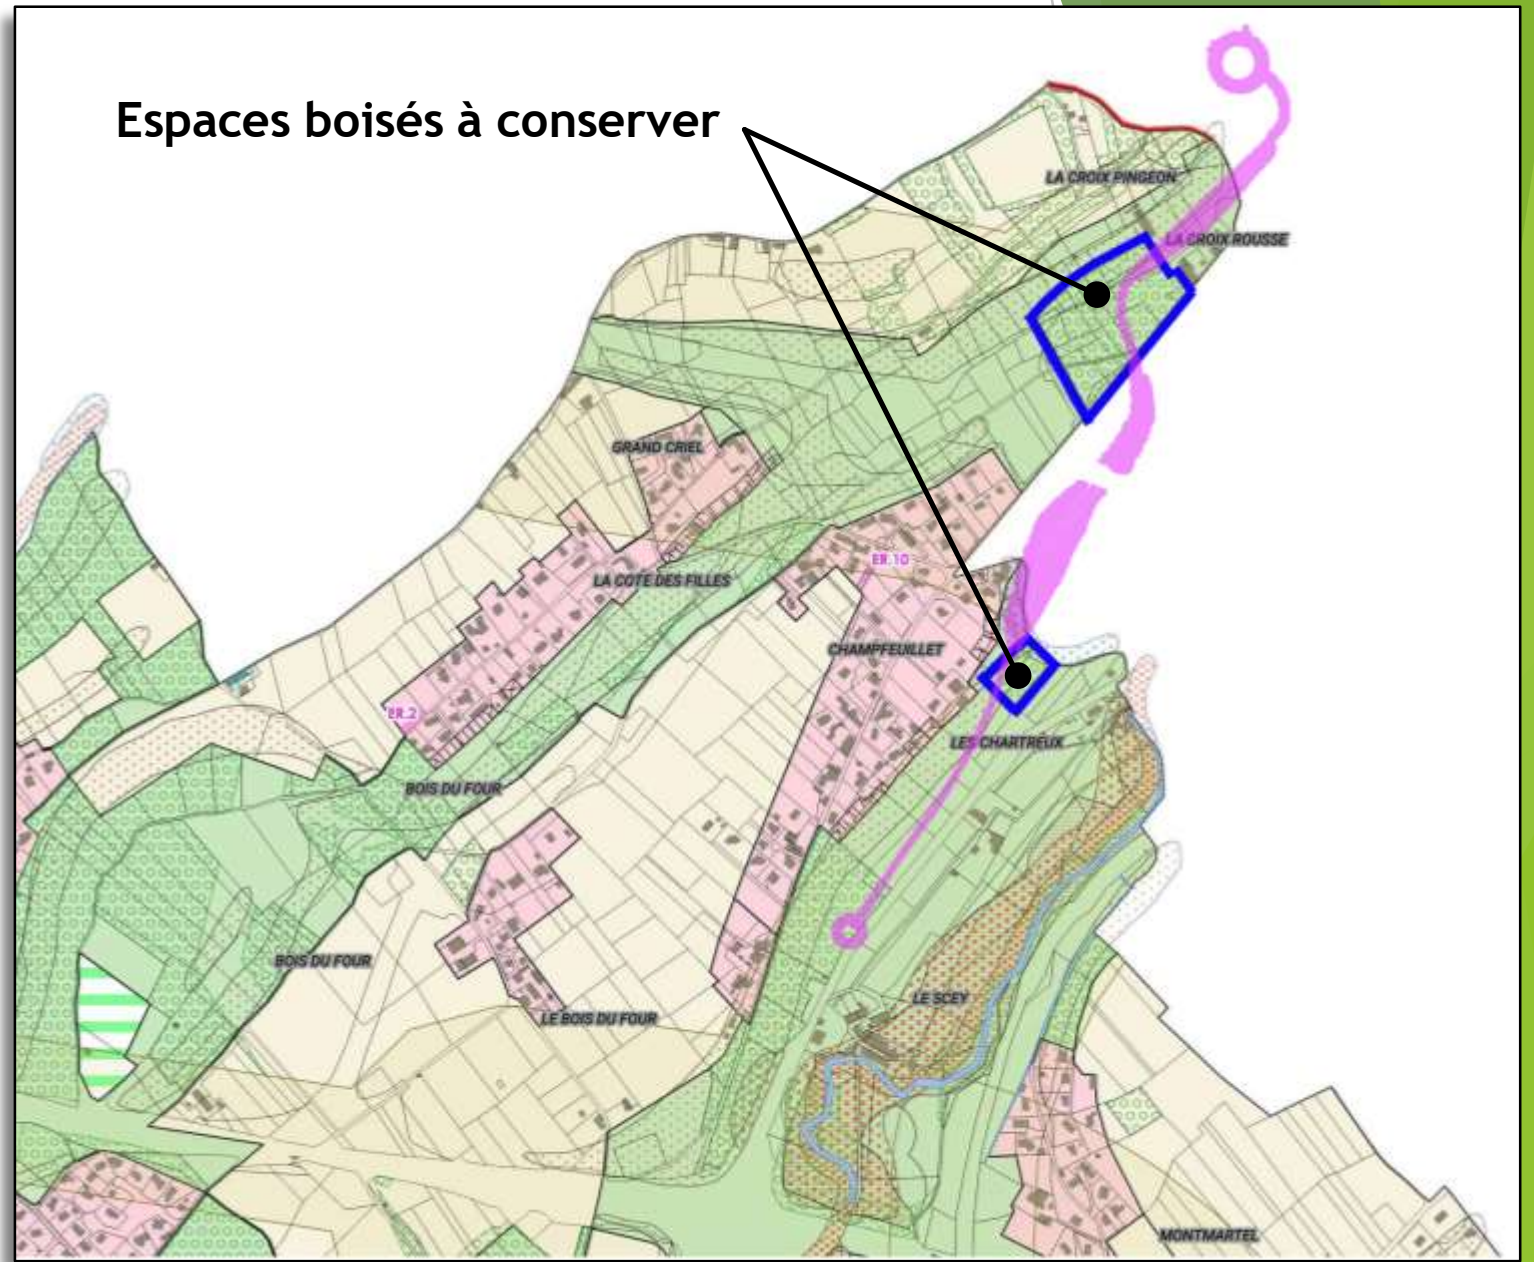 Espaces boisés à conserver
LA CROIX PINGEON
LA CROIX ROUSSE
GRAND CRIEL
ER.10
LA COTE DES FILLES
CHAMPFEUILLET
ER.2
LES CHARTREUX
BOIS DU FOUR
BOIS DU FOUR
LE SCEY
LE BOIS DU FOUR
MONTMARTEL